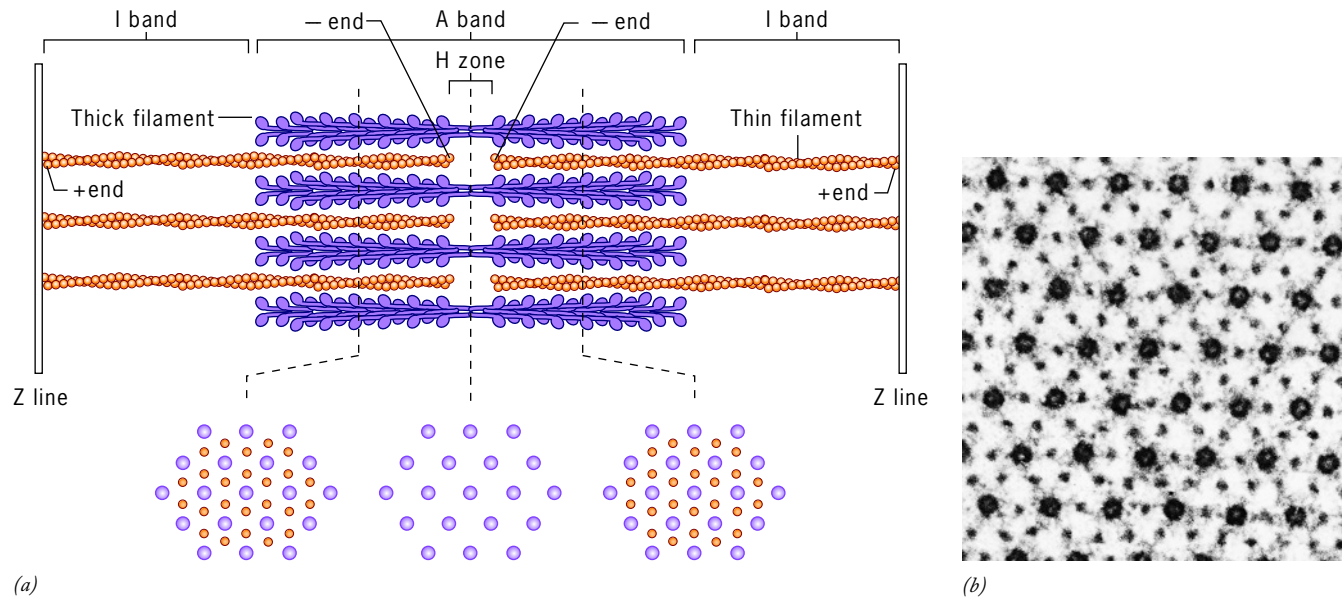 I band
— end
A band
— end
I band
H zone
Thick filament
Thin filament
+end
+end
Z line
Z line
(a)
(b)